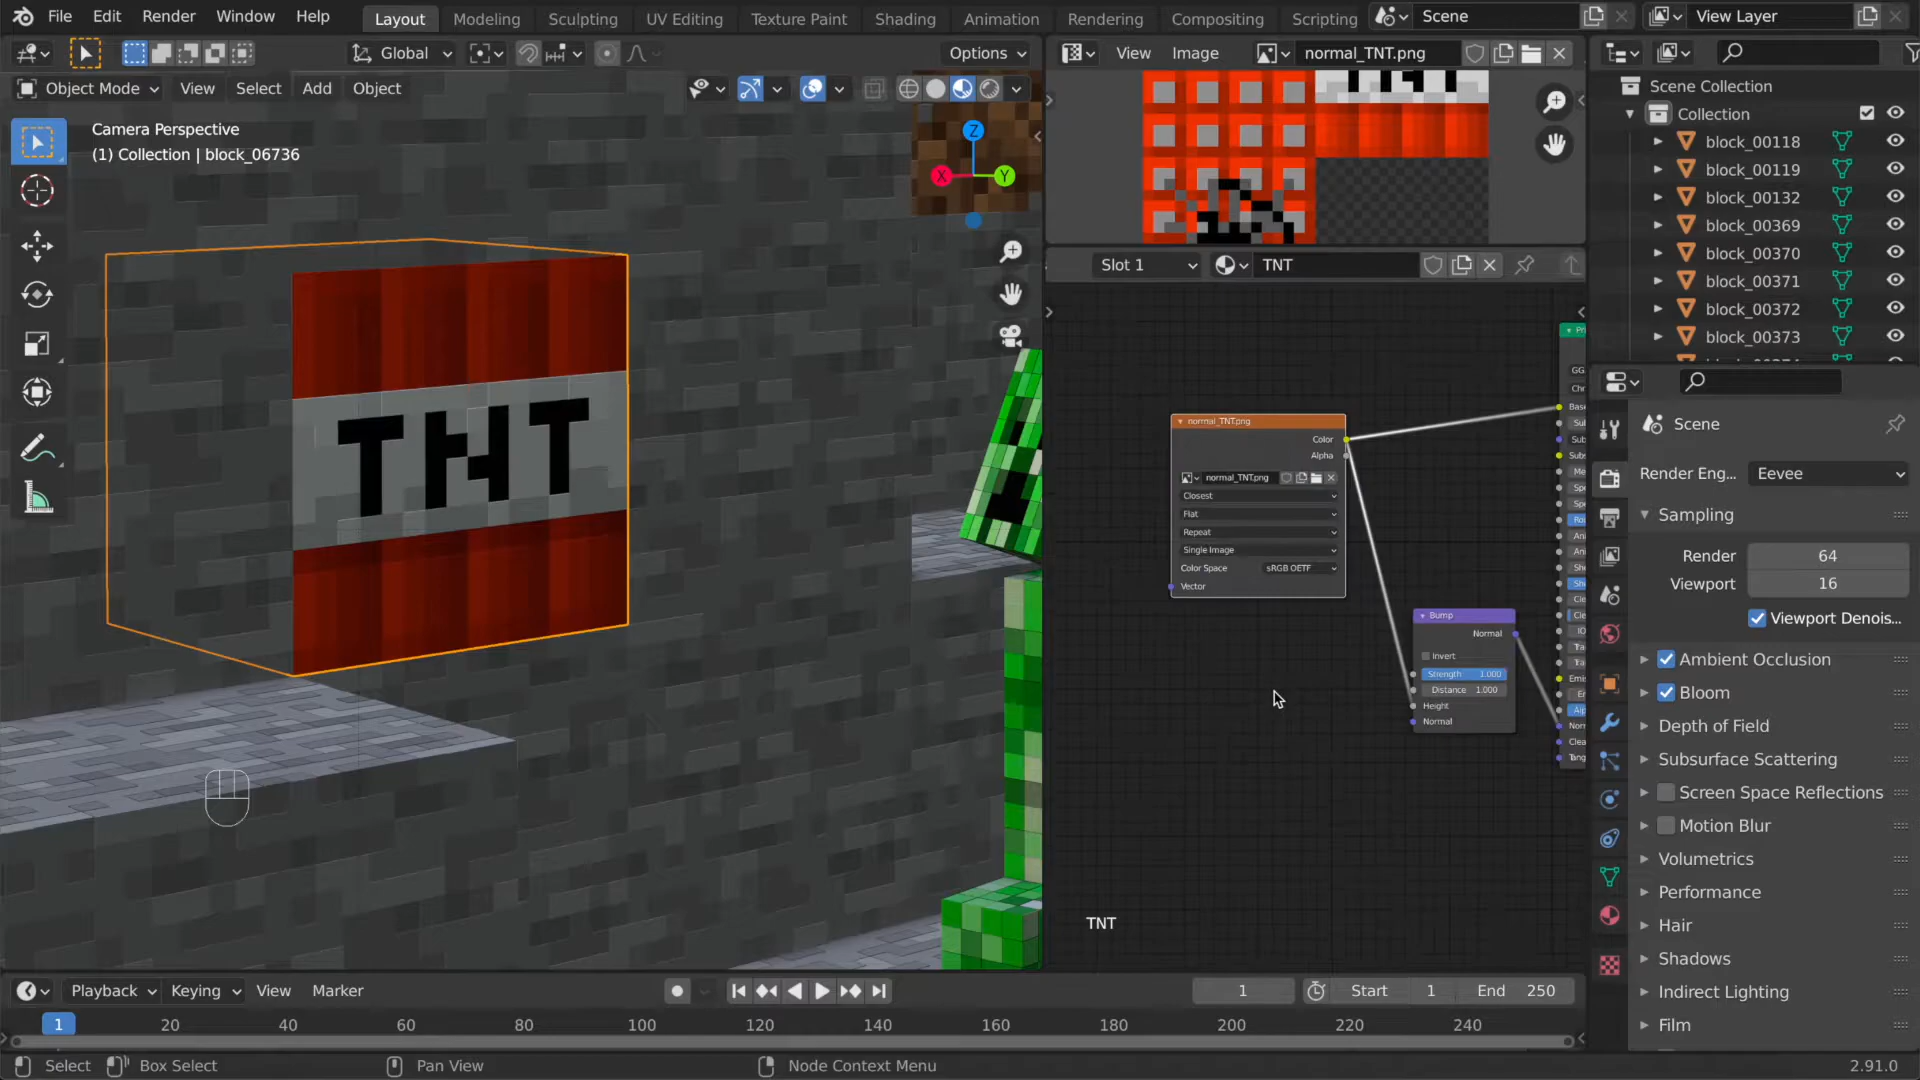 File Edit Render Window Help Layout Modeling Sculpting UV Editing Texture Paint Shading Animation Rendering Compositing Scripting Scene View Layer
Global Options
Object Mode View Select Add Object
Camera Perspective
(1) Collection | block_06736
Z
X Y
TNT
View Image normal_TNT.png
Slot 1 TNT
normal_TNT.png
Color
Alpha
normal_TNT.png
Closest
Flat
Repeat
Single Image
Color Space sRGB OETF
Vector
Bump
Normal
Invert
Strength 1.000
Distance 1.000
Height
Normal
GG
Base
TNT
Scene Collection
Collection
block_00118
block_00119
block_00132
block_00369
block_00370
block_00371
block_00372
block_00373
Scene
Render Eng... Eevee
Sampling
Render 64
Viewport 16
Viewport Denois...
Ambient Occlusion
Bloom
Depth of Field
Subsurface Scattering
Screen Space Reflections
Motion Blur
Volumetrics
Performance
Hair
Shadows
Indirect Lighting
Film
Playback Keying View Marker 1 Start 1 End 250
1 20 40 60 80 100 120 140 160 180 200 220 240
Select Box Select Pan View Node Context Menu 2.91.0